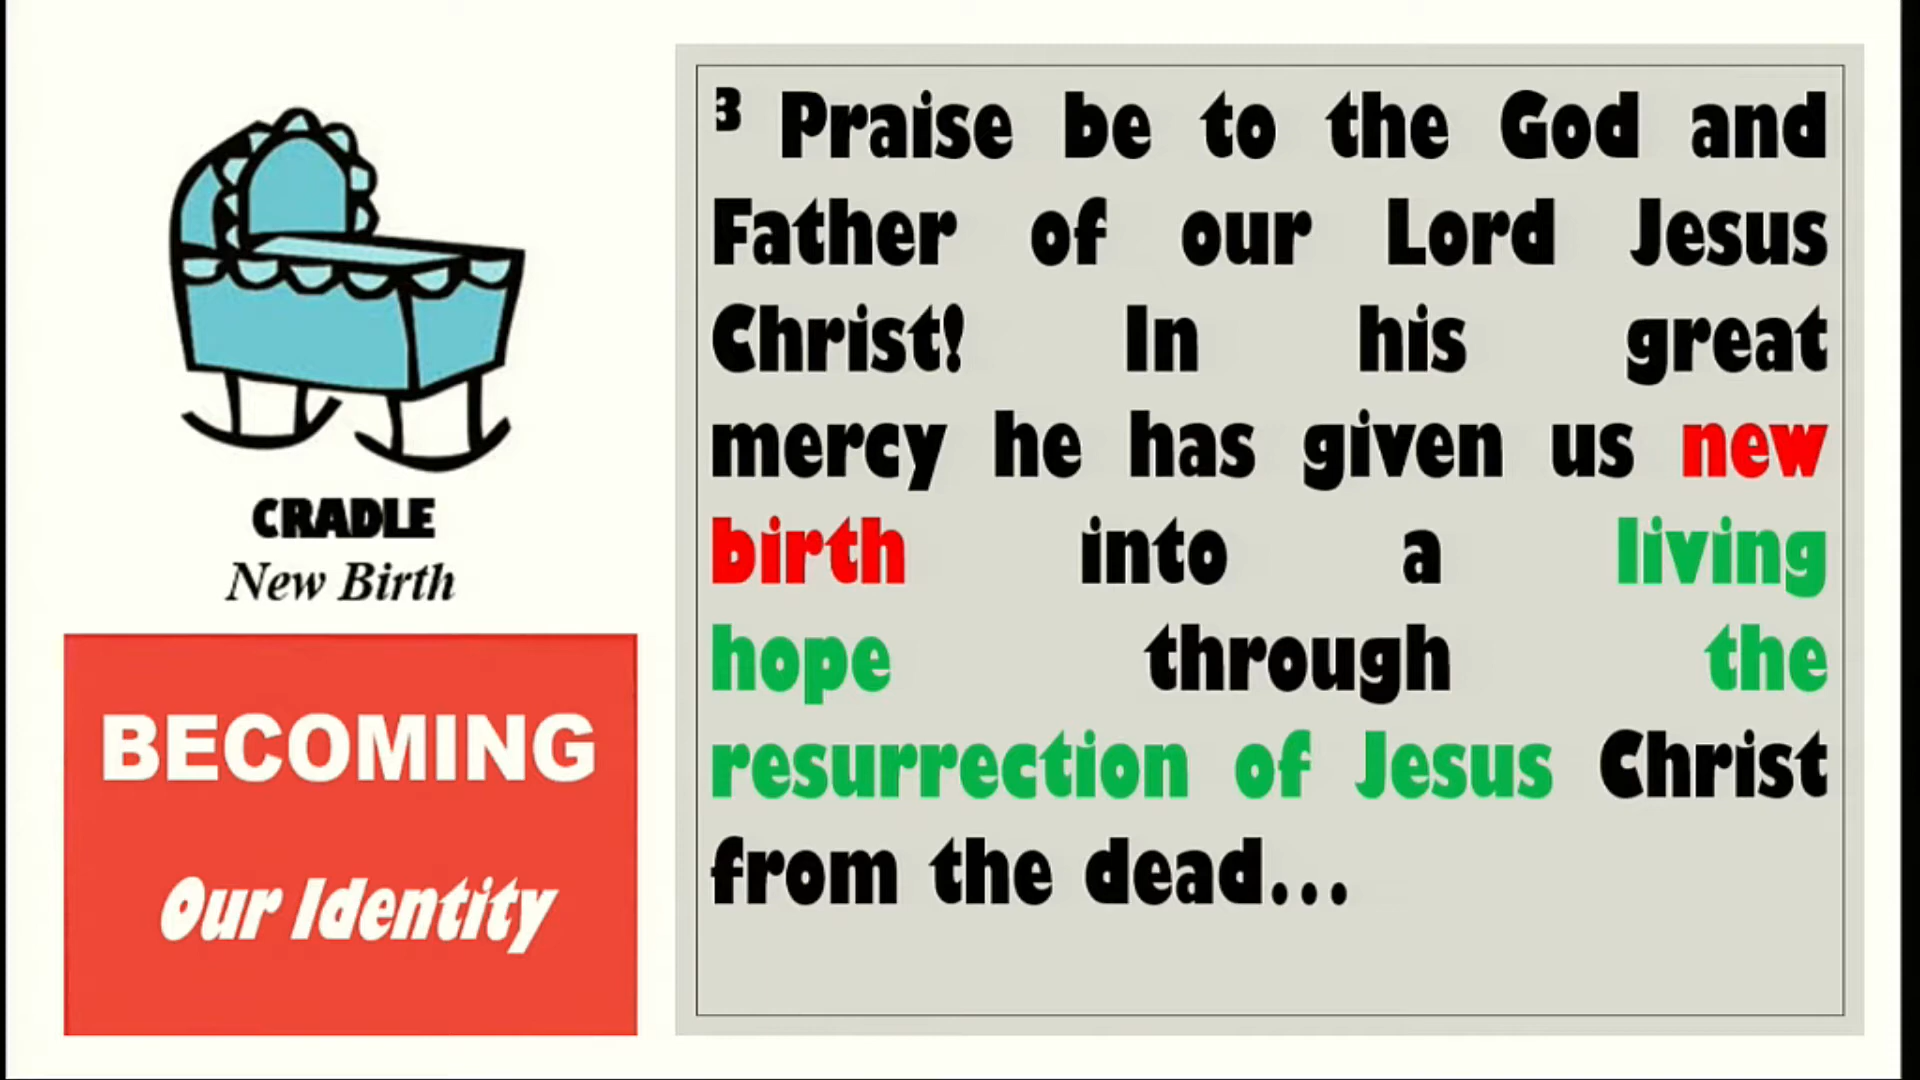 CRADLE
New Birth
BECOMING
Our Identity
³ Praise be to the God and
Father of our Lord Jesus
Christ! In his great
mercy he has given us new
birth into a living
hope through the
resurrection of Jesus Christ
from the dead...